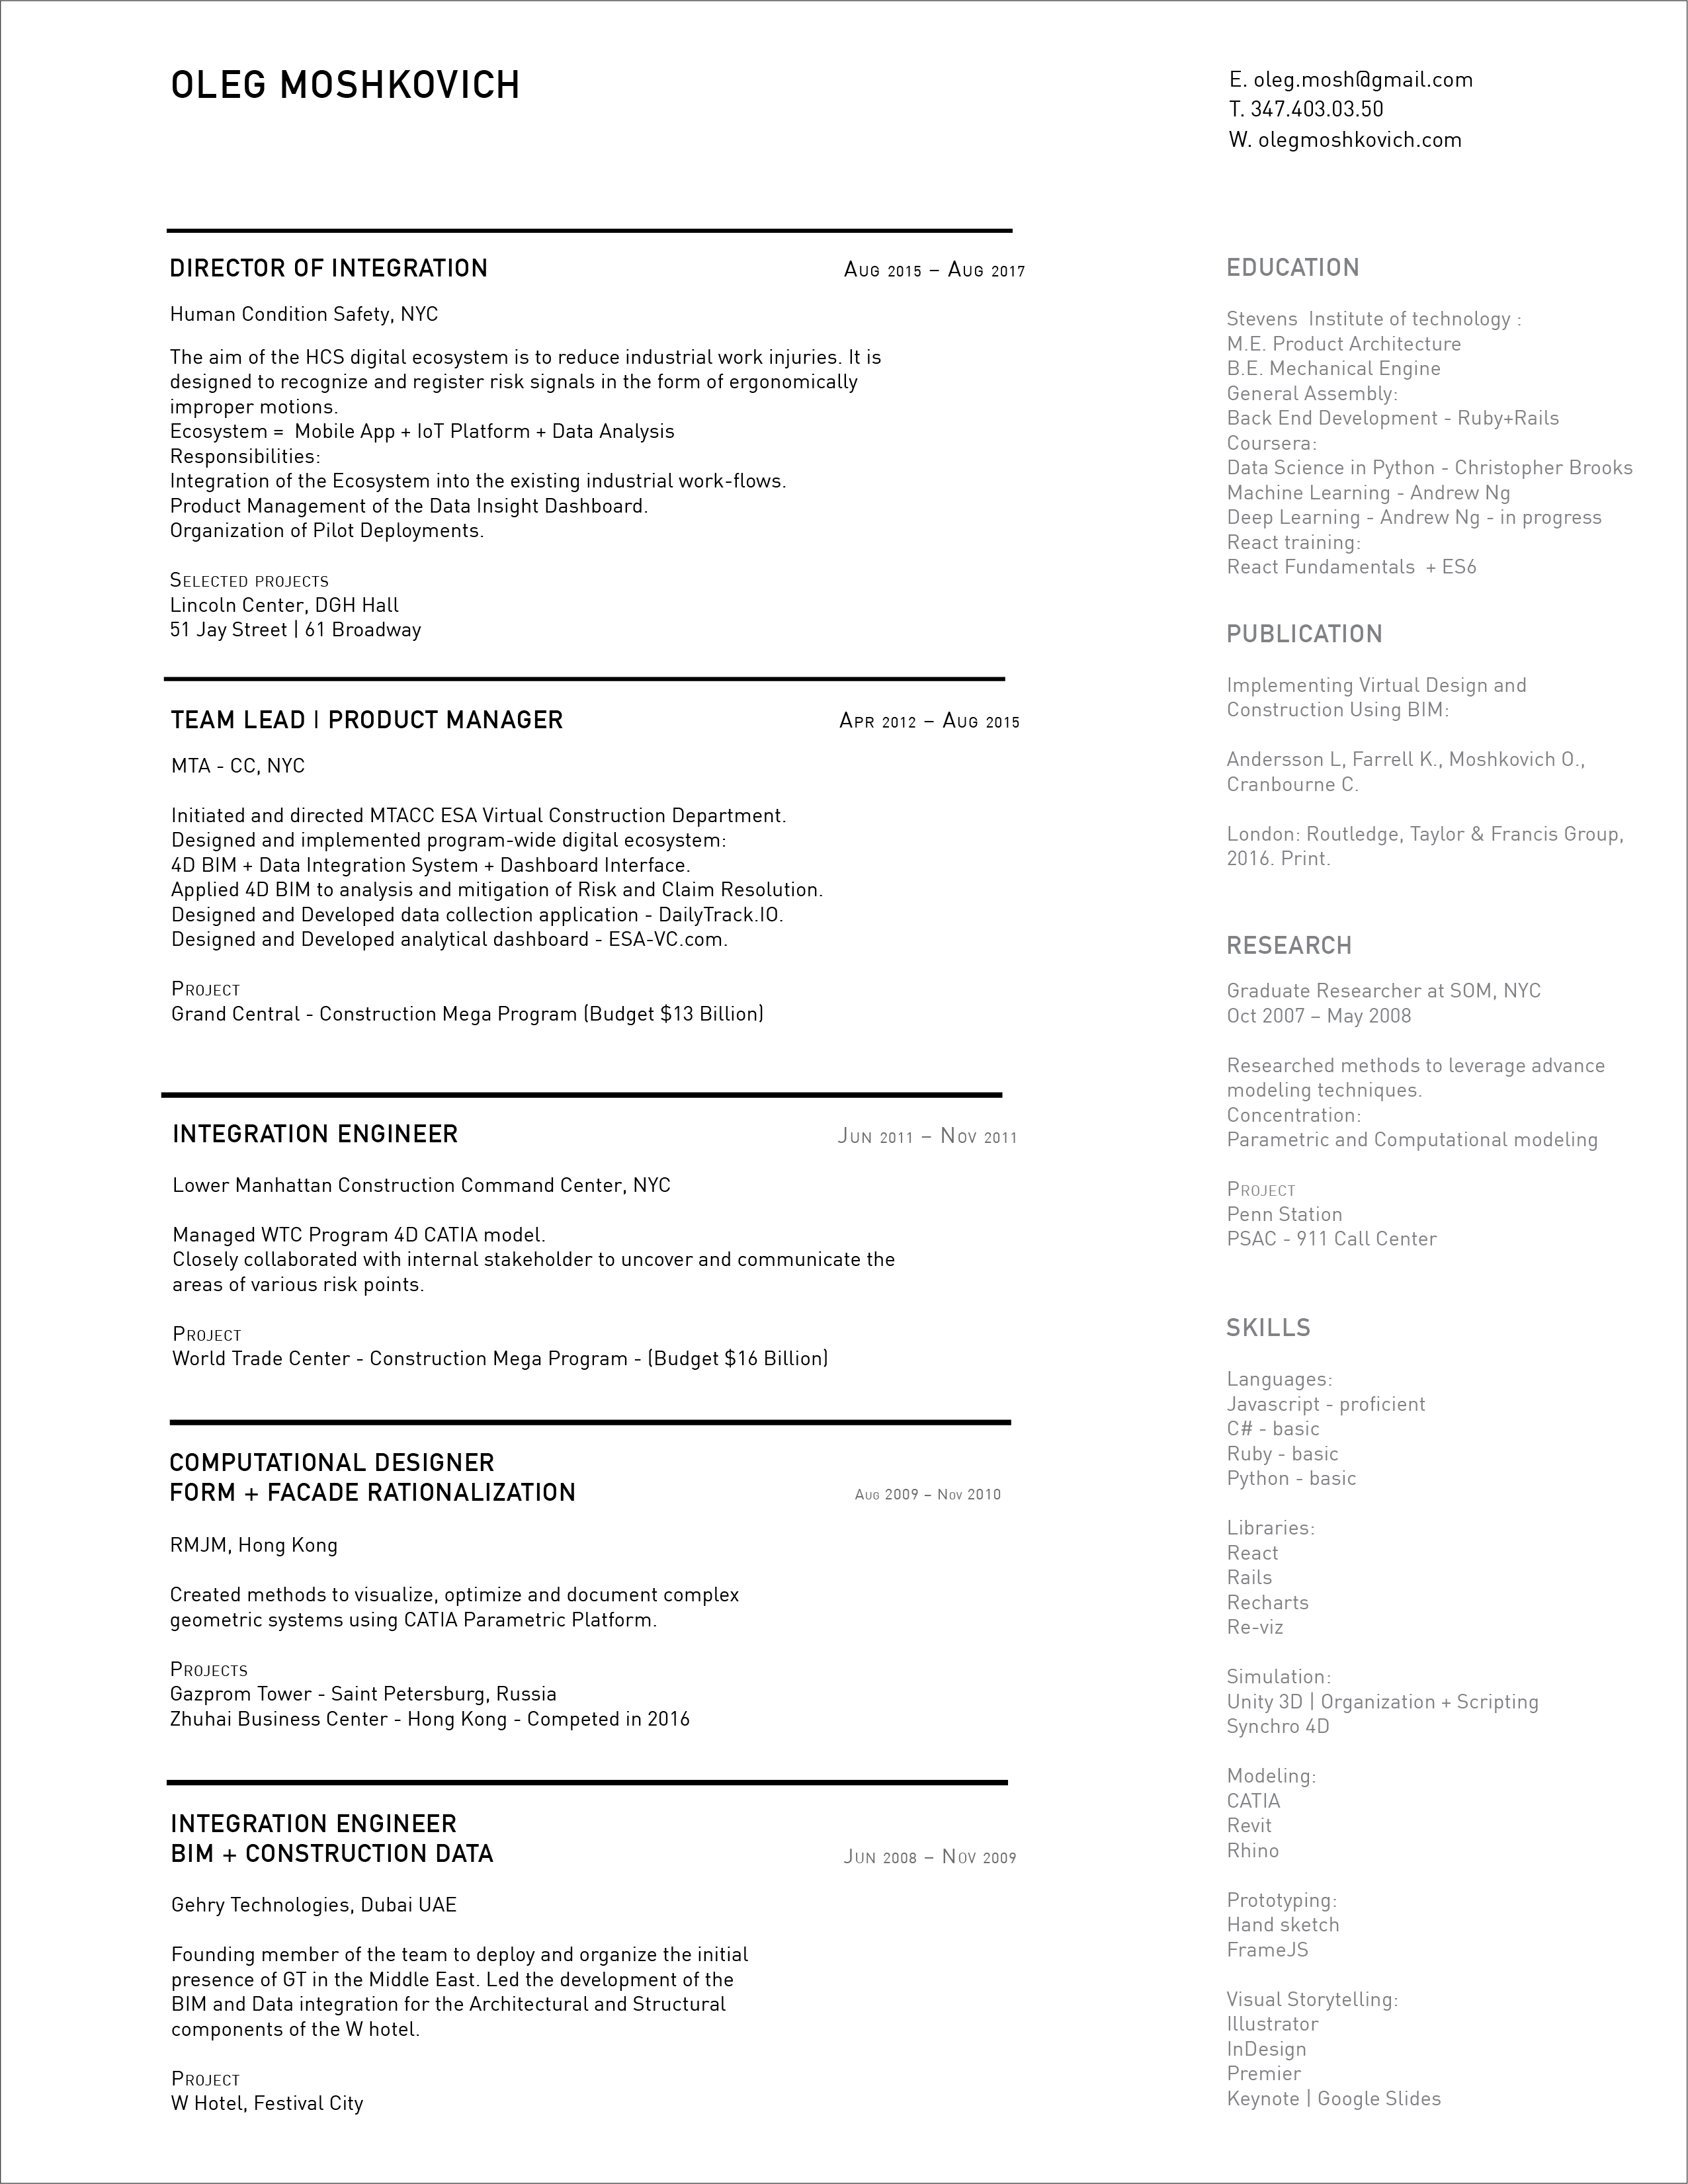 OLEG MOSHKOVICH
E. oleg.mosh@gmail.com
T. 347.403.03.50
W. olegmoshkovich.com
DIRECTOR OF INTEGRATION
Aug 2015 – Aug 2017
Human Condition Safety, NYC
The aim of the HCS digital ecosystem is to reduce industrial work injuries. It is
designed to recognize and register risk signals in the form of ergonomically
improper motions.
Ecosystem = Mobile App + IoT Platform + Data Analysis
Responsibilities:
Integration of the Ecosystem into the existing industrial work-flows.
Product Management of the Data Insight Dashboard.
Organization of Pilot Deployments.
Selected projects
Lincoln Center, DGH Hall
51 Jay Street | 61 Broadway
TEAM LEAD | PRODUCT MANAGER
Apr 2012 – Aug 2015
MTA - CC, NYC
Initiated and directed MTACC ESA Virtual Construction Department.
Designed and implemented program-wide digital ecosystem:
4D BIM + Data Integration System + Dashboard Interface.
Applied 4D BIM to analysis and mitigation of Risk and Claim Resolution.
Designed and Developed data collection application - DailyTrack.IO.
Designed and Developed analytical dashboard - ESA-VC.com.
Project
Grand Central - Construction Mega Program (Budget $13 Billion)
INTEGRATION ENGINEER
Jun 2011 – Nov 2011
Lower Manhattan Construction Command Center, NYC
Managed WTC Program 4D CATIA model.
Closely collaborated with internal stakeholder to uncover and communicate the
areas of various risk points.
Project
World Trade Center - Construction Mega Program - (Budget $16 Billion)
COMPUTATIONAL DESIGNER
FORM + FACADE RATIONALIZATION
Aug 2009 – Nov 2010
RMJM, Hong Kong
Created methods to visualize, optimize and document complex
geometric systems using CATIA Parametric Platform.
Projects
Gazprom Tower - Saint Petersburg, Russia
Zhuhai Business Center - Hong Kong - Competed in 2016
INTEGRATION ENGINEER
BIM + CONSTRUCTION DATA
Jun 2008 – Nov 2009
Gehry Technologies, Dubai UAE
Founding member of the team to deploy and organize the initial
presence of GT in the Middle East. Led the development of the
BIM and Data integration for the Architectural and Structural
components of the W hotel.
Project
W Hotel, Festival City
EDUCATION
Stevens Institute of technology :
M.E. Product Architecture
B.E. Mechanical Engine
General Assembly:
Back End Development - Ruby+Rails
Coursera:
Data Science in Python - Christopher Brooks
Machine Learning - Andrew Ng
Deep Learning - Andrew Ng - in progress
React training:
React Fundamentals + ES6
PUBLICATION
Implementing Virtual Design and
Construction Using BIM:
Andersson L, Farrell K., Moshkovich O.,
Cranbourne C.
London: Routledge, Taylor & Francis Group,
2016. Print.
RESEARCH
Graduate Researcher at SOM, NYC
Oct 2007 – May 2008
Researched methods to leverage advance
modeling techniques.
Concentration:
Parametric and Computational modeling
Project
Penn Station
PSAC - 911 Call Center
SKILLS
Languages:
Javascript - proficient
C# - basic
Ruby - basic
Python - basic
Libraries:
React
Rails
Recharts
Re-viz
Simulation:
Unity 3D | Organization + Scripting
Synchro 4D
Modeling:
CATIA
Revit
Rhino
Prototyping:
Hand sketch
FrameJS
Visual Storytelling:
Illustrator
InDesign
Premier
Keynote | Google Slides